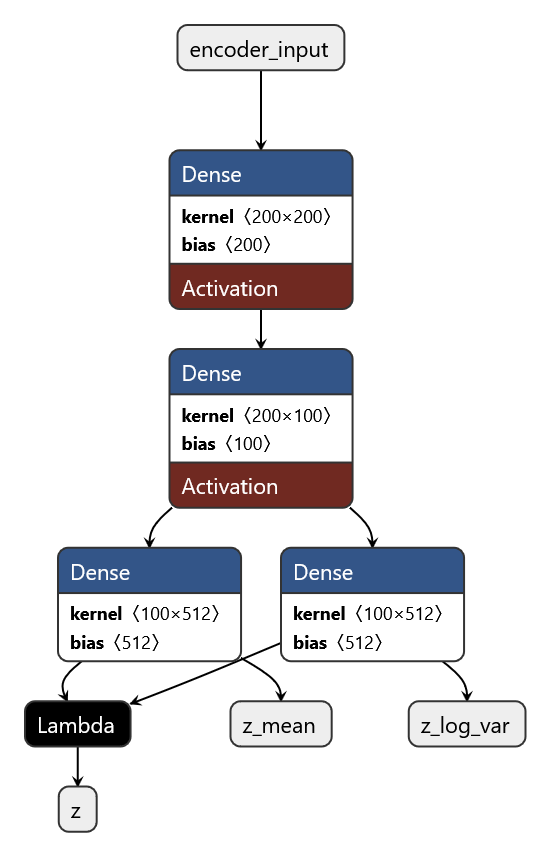 encoder_input
Dense
kernel〈200×200〉
bias〈200〉
Activation
Dense
kernel〈200×100〉
bias〈100〉
Activation
Dense
kernel〈100×512〉
bias〈512〉
Dense
kernel〈100×512〉
bias〈512〉
Lambda
z_mean
z_log_var
z